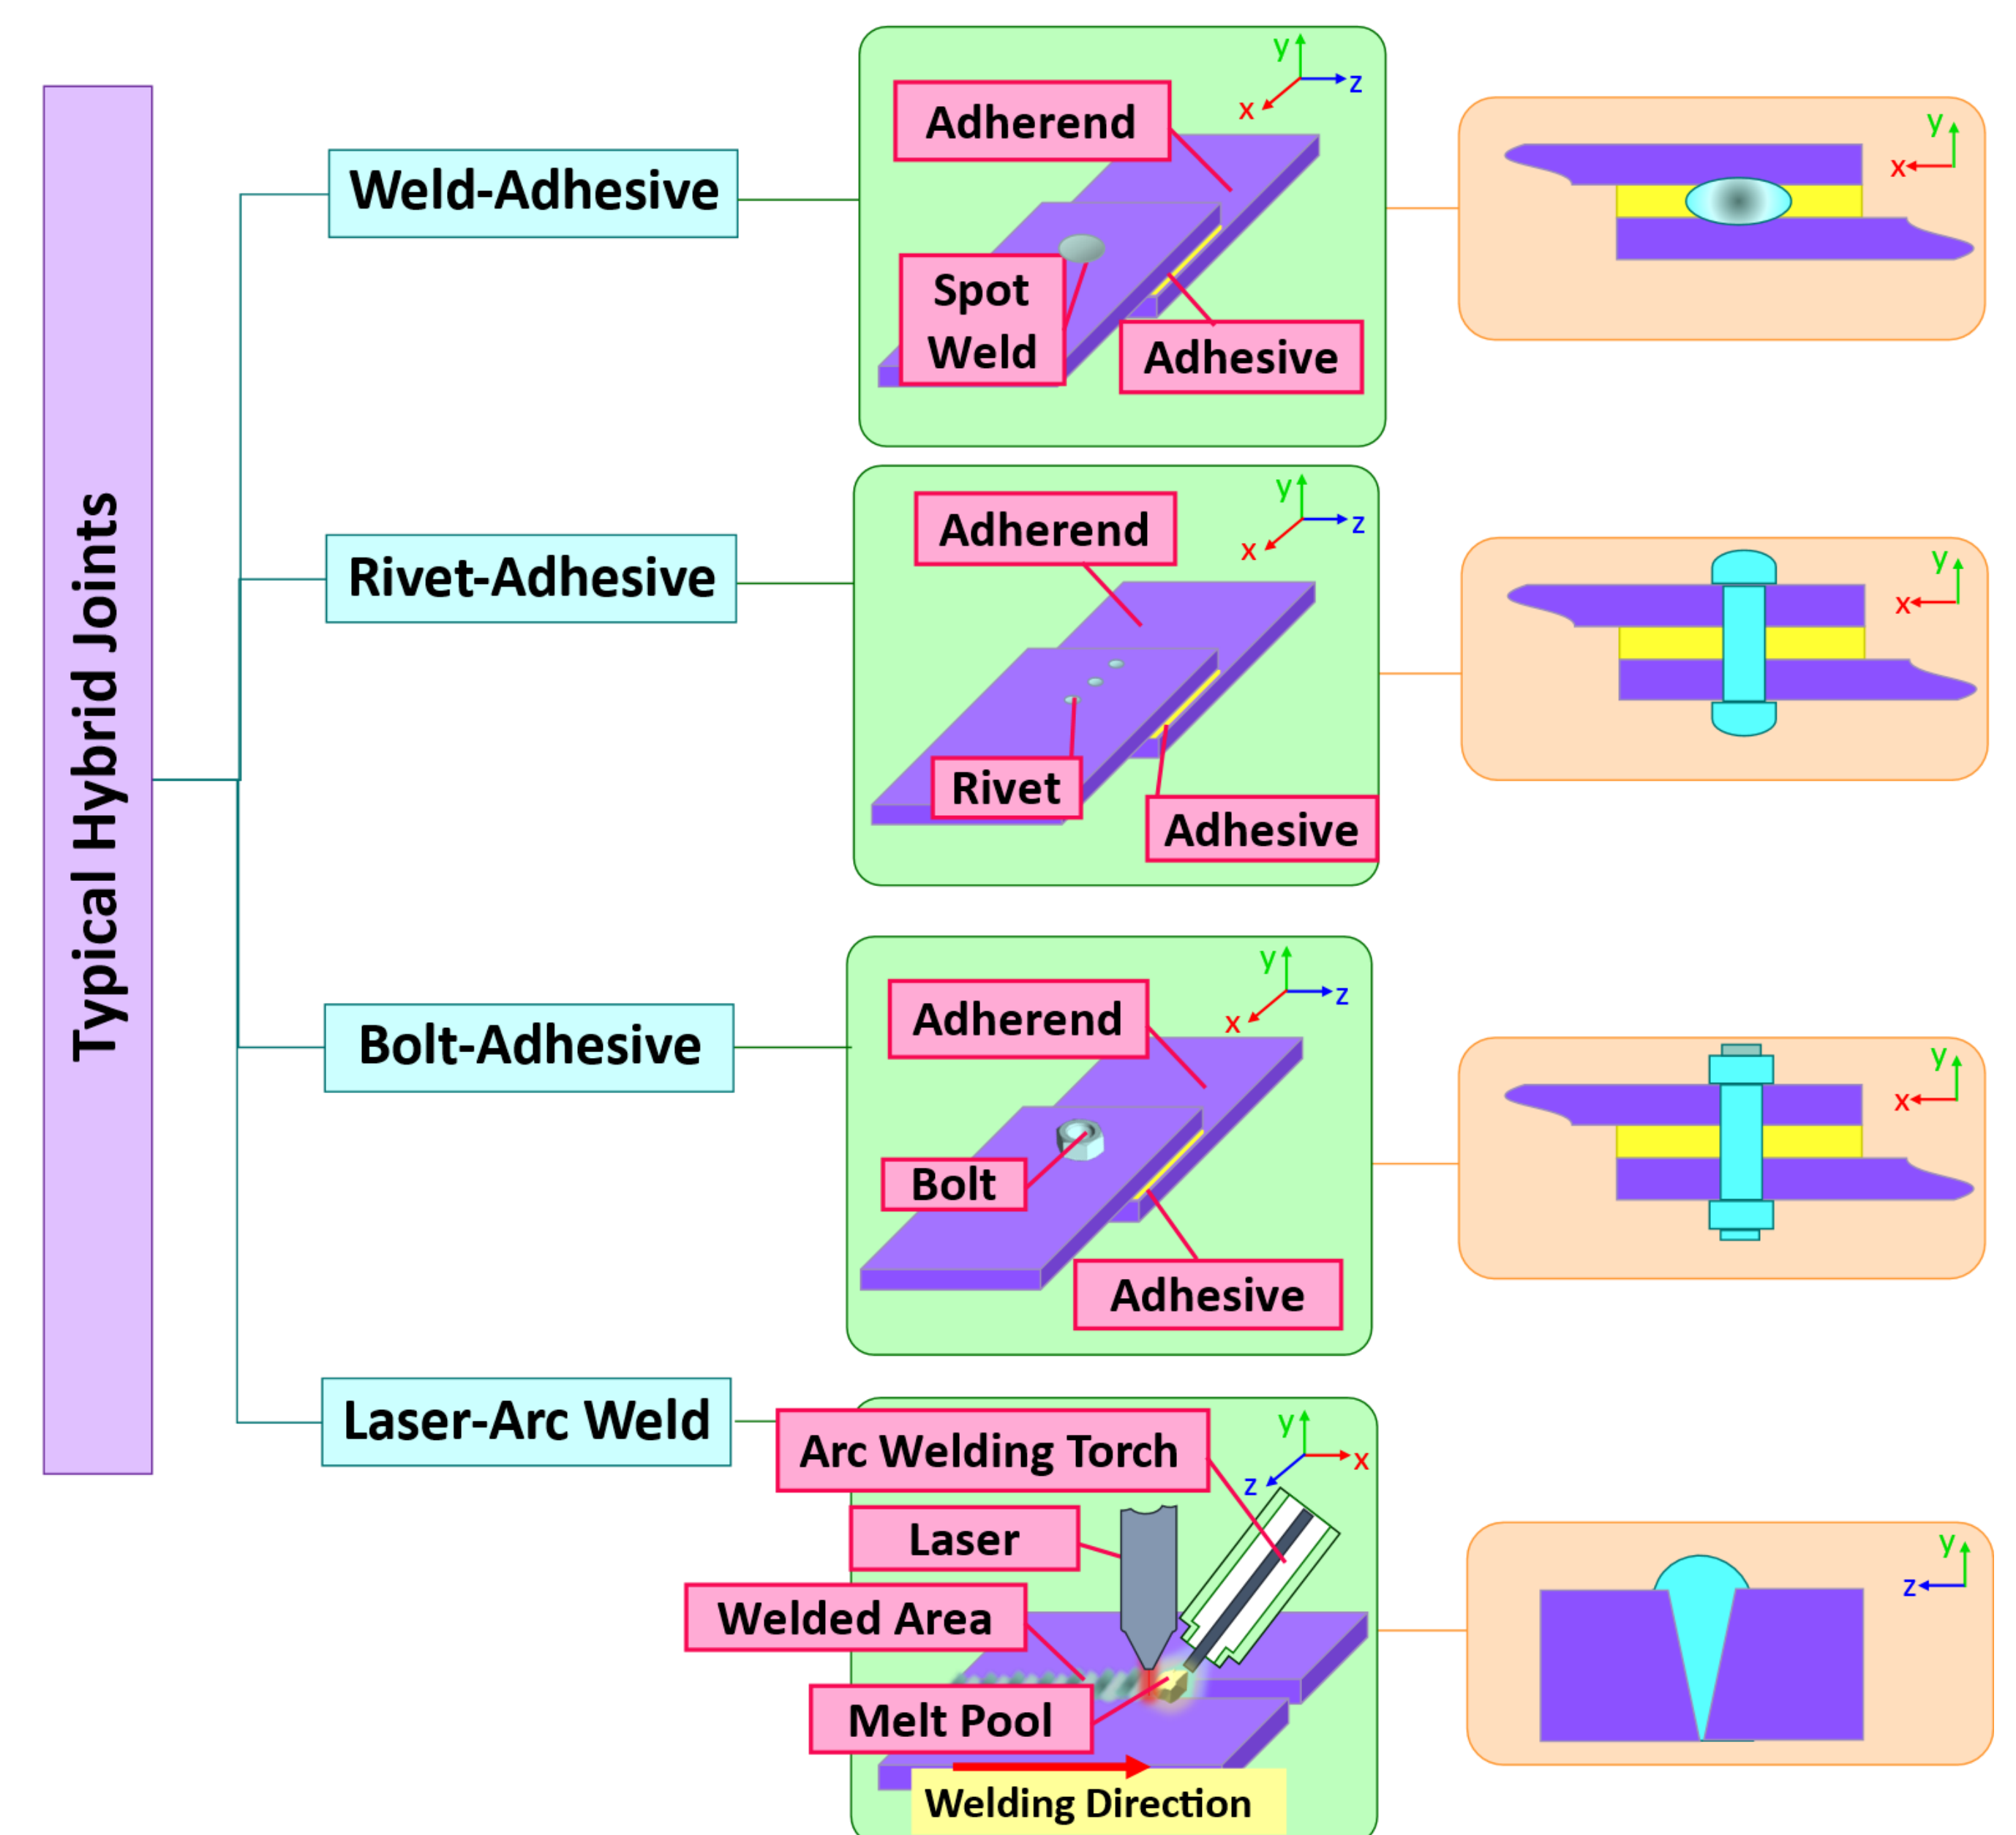 Typical Hybrid Joints
Weld-Adhesive
y
z
x
Adherend
Spot
Weld
Adhesive
y
x
Rivet-Adhesive
y
z
x
Adherend
Rivet
Adhesive
y
x
Bolt-Adhesive
y
z
x
Adherend
Bolt
Adhesive
y
x
Laser-Arc Weld
y
x
z
Arc Welding Torch
Laser
Welded Area
Melt Pool
Welding Direction
y
z